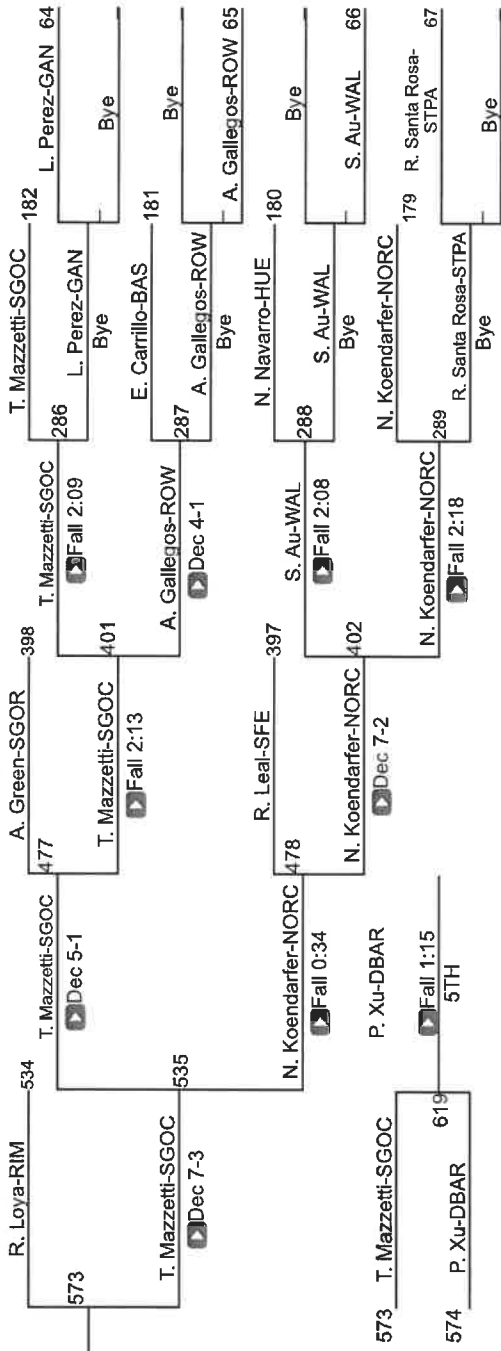 T. Mazzetti-SGOC 182
L. Perez-GAN 64
286
L. Perez-GAN
Bye
Bye
T. Mazzetti-SGOC
Fall 2:09
E. Carrillo-BAS 181
Bye
287
A. Gallegos-ROW
A. Gallegos-ROW 65
Bye
A. Gallegos-ROW
Dec 4-1
A. Green-SGOR 398
401
T. Mazzetti-SGOC
Fall 2:13
477
T. Mazzetti-SGOC
Dec 5-1
N. Navarro-HUE 180
Bye
288
S. Au-WAL
S. Au-WAL 66
Bye
S. Au-WAL
Fall 2:08
N. Koendarfer-NORC 179
R. Santa Rosa-
STPA 67
289
R. Santa Rosa-STPA
Bye
Bye
N. Koendarfer-NORC
Fall 2:18
R. Leal-SFE 397
402
N. Koendarfer-NORC
Dec 7-2
478
N. Koendarfer-NORC
Fall 0:34
R. Loya-RIM 534
535
T. Mazzetti-SGOC
Dec 7-3
573
573 T. Mazzetti-SGOC
619
574 P. Xu-DBAR
P. Xu-DBAR
Fall 1:15
5TH